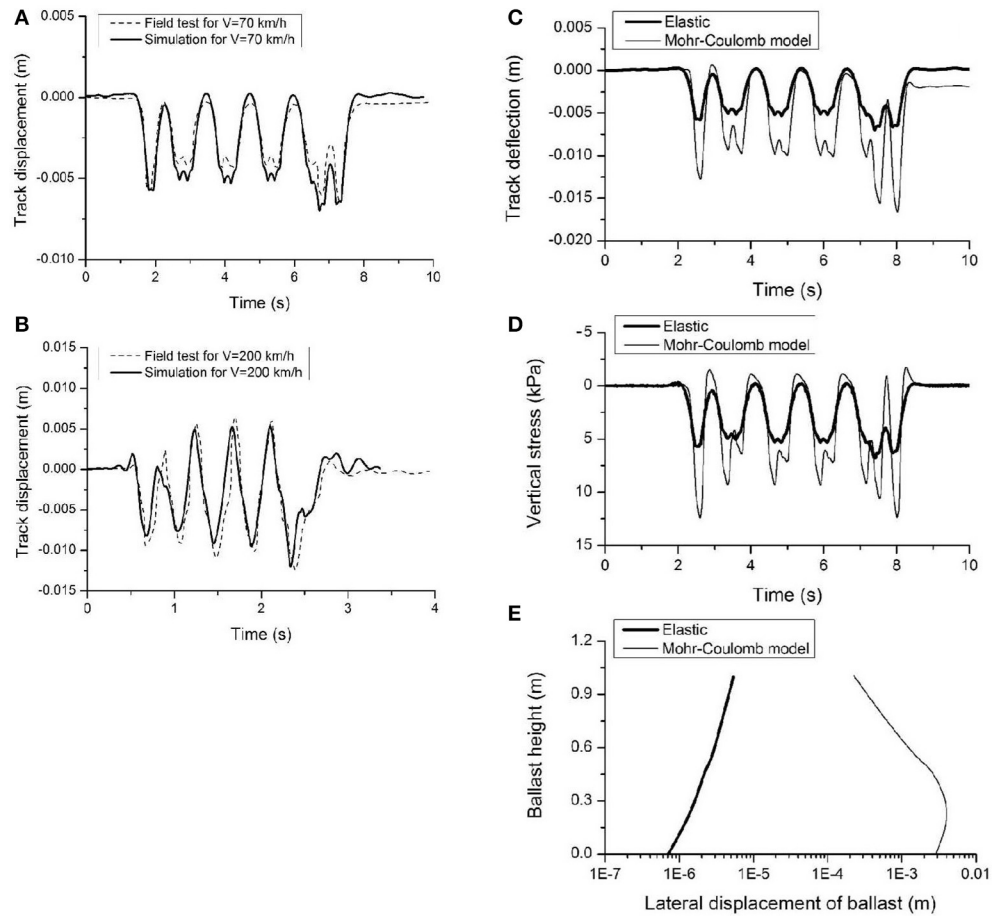 A
0.005
0.000
-0.005
-0.010
Track displacement (m)
Field test for V=70 km/h
Simulation for V=70 km/h
0 2 4 6 8 10
Time (s)
B
0.015
0.010
0.005
0.000
-0.005
-0.010
-0.015
Track displacement (m)
Field test for V=200 km/h
Simulation for V=200 km/h
0 1 2 3 4
Time (s)
C
0.005
0.000
-0.005
-0.010
-0.015
-0.020
Track deflection (m)
Elastic
Mohr-Coulomb model
0 2 4 6 8 10
Time (s)
D
-5
0
5
10
15
Vertical stress (kPa)
Elastic
Mohr-Coulomb model
0 2 4 6 8 10
Time (s)
E
1.2
0.9
0.6
0.3
0.0
Ballast height (m)
Elastic
Mohr-Coulomb model
1E-7 1E-6 1E-5 1E-4 1E-3 0.01
Lateral displacement of ballast (m)